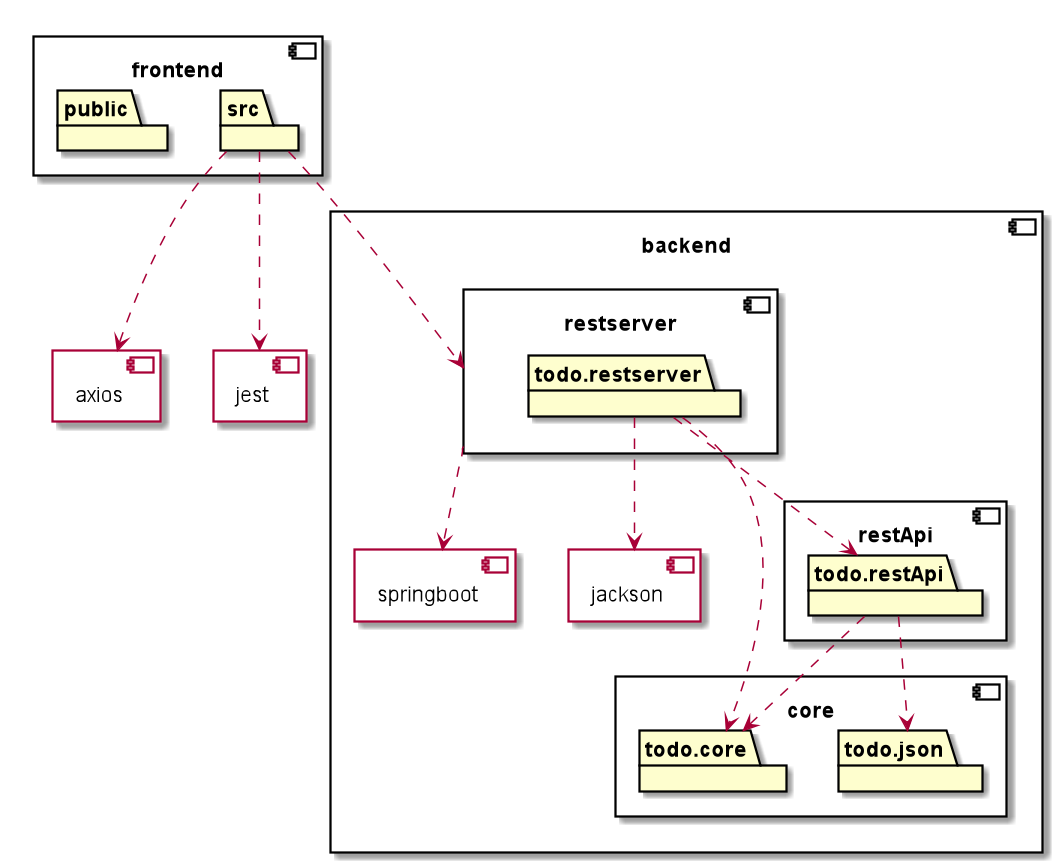 frontend
public
src
backend
restserver
todo.restserver
axios
jest
restApi
todo.restApi
springboot
jackson
core
todo.core
todo.json